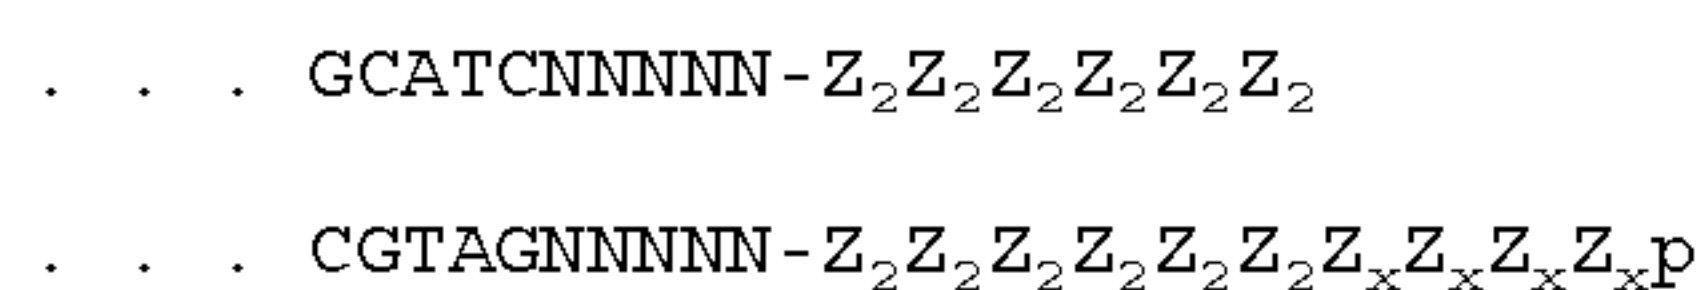 . . . GCATCNNNNN-Z₂Z₂Z₂Z₂Z₂Z₂
. . . CGTAGNNNNN-Z₂Z₂Z₂Z₂Z₂Z₂ZₓZₓZₓZₓp